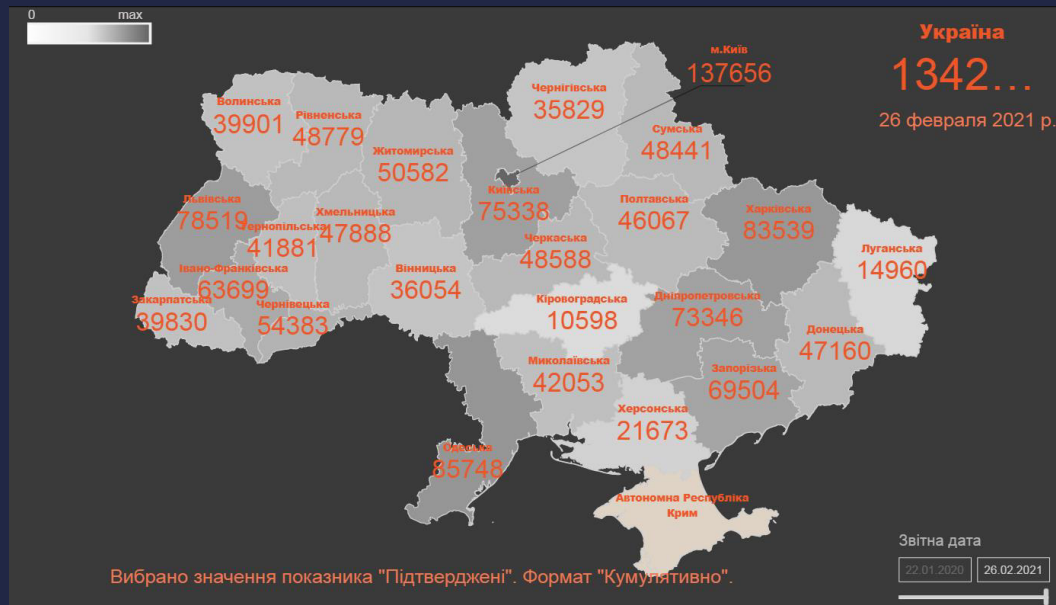 0 max
Україна
1342...
26 февраля 2021 р.
м.Київ
137656
Чернігівська
35829
Волинська
39901
Рівненська
48779
Сумська
48441
Житомирська
50582
Київська
75338
Полтавська
46067
Львівська
78519
Тернопільська
41881
Хмельницька
47888
Черкаська
48588
Харківська
83539
Луганська
14960
Івано-Франківська
63699
Вінницька
36054
Закарпатська
39830
Чернівецька
54383
Кіровоградська
10598
Дніпропетровська
73346
Донецька
47160
Миколаївська
42053
Запорізька
69504
Херсонська
21673
Одеська
85748
Автономна Республіка
Крим
Звітна дата
22.01.2020 26.02.2021
Вибрано значення показника "Підтверджені". Формат "Кумулятивно".